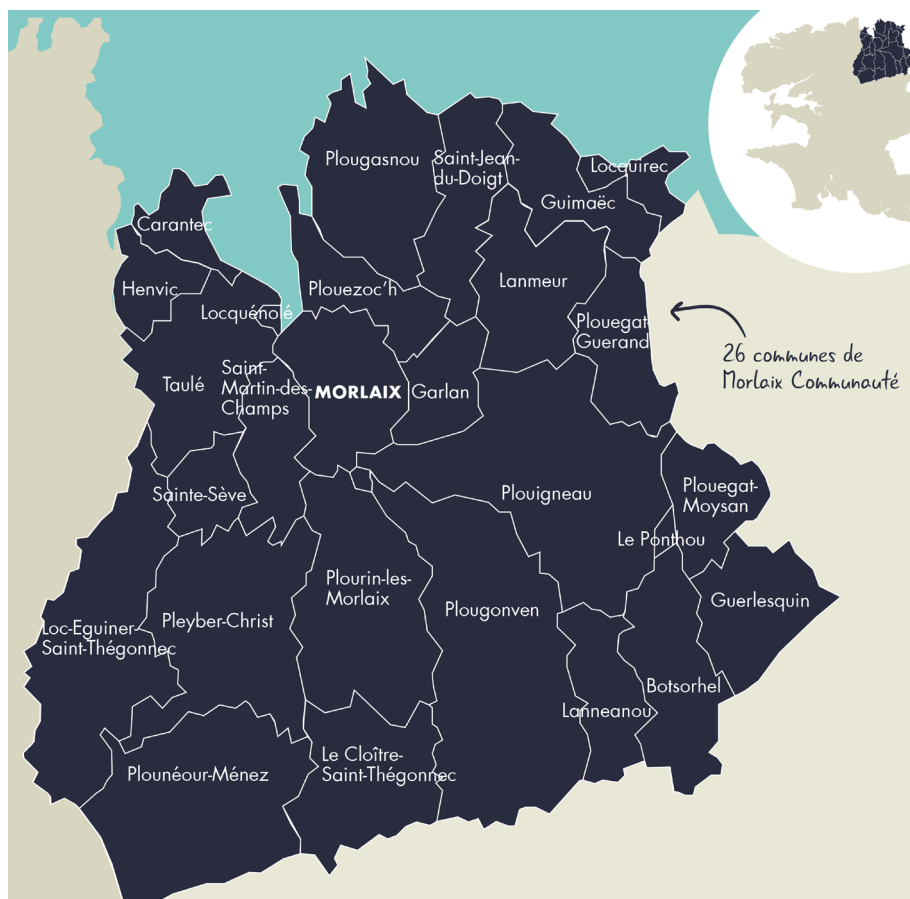 Plougasnou
Saint-Jean-
du-Doigt
Locquirec
Guimaëc
Carantec
Henvic
Locquénolé
Plouezoc'h
Lanmeur
Plouegat-
Guerand
26 communes de
Morlaix Communauté
Taulé
Saint-
Martin-des-
Champs
MORLAIX
Garlan
Sainte-Sève
Plouigneau
Plouegat-
Moysan
Le Ponthou
Plourin-les-
Morlaix
Plougonven
Guerlesquin
Loc-Eguiner-
Saint-Thégonnec
Pleyber-Christ
Botsorhel
Lanneanou
Plounéour-Ménez
Le Cloître-
Saint-Thégonnec